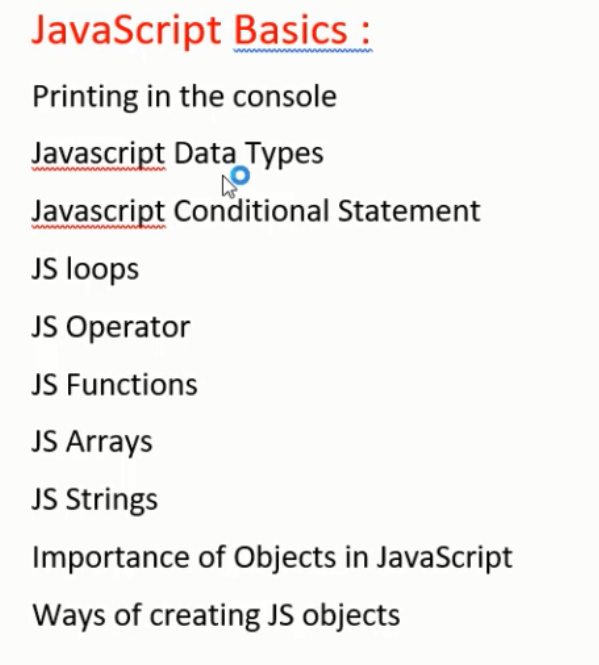 JavaScript Basics :
Printing in the console
Javascript Data Types
Javascript Conditional Statement
JS loops
JS Operator
JS Functions
JS Arrays
JS Strings
Importance of Objects in JavaScript
Ways of creating JS objects